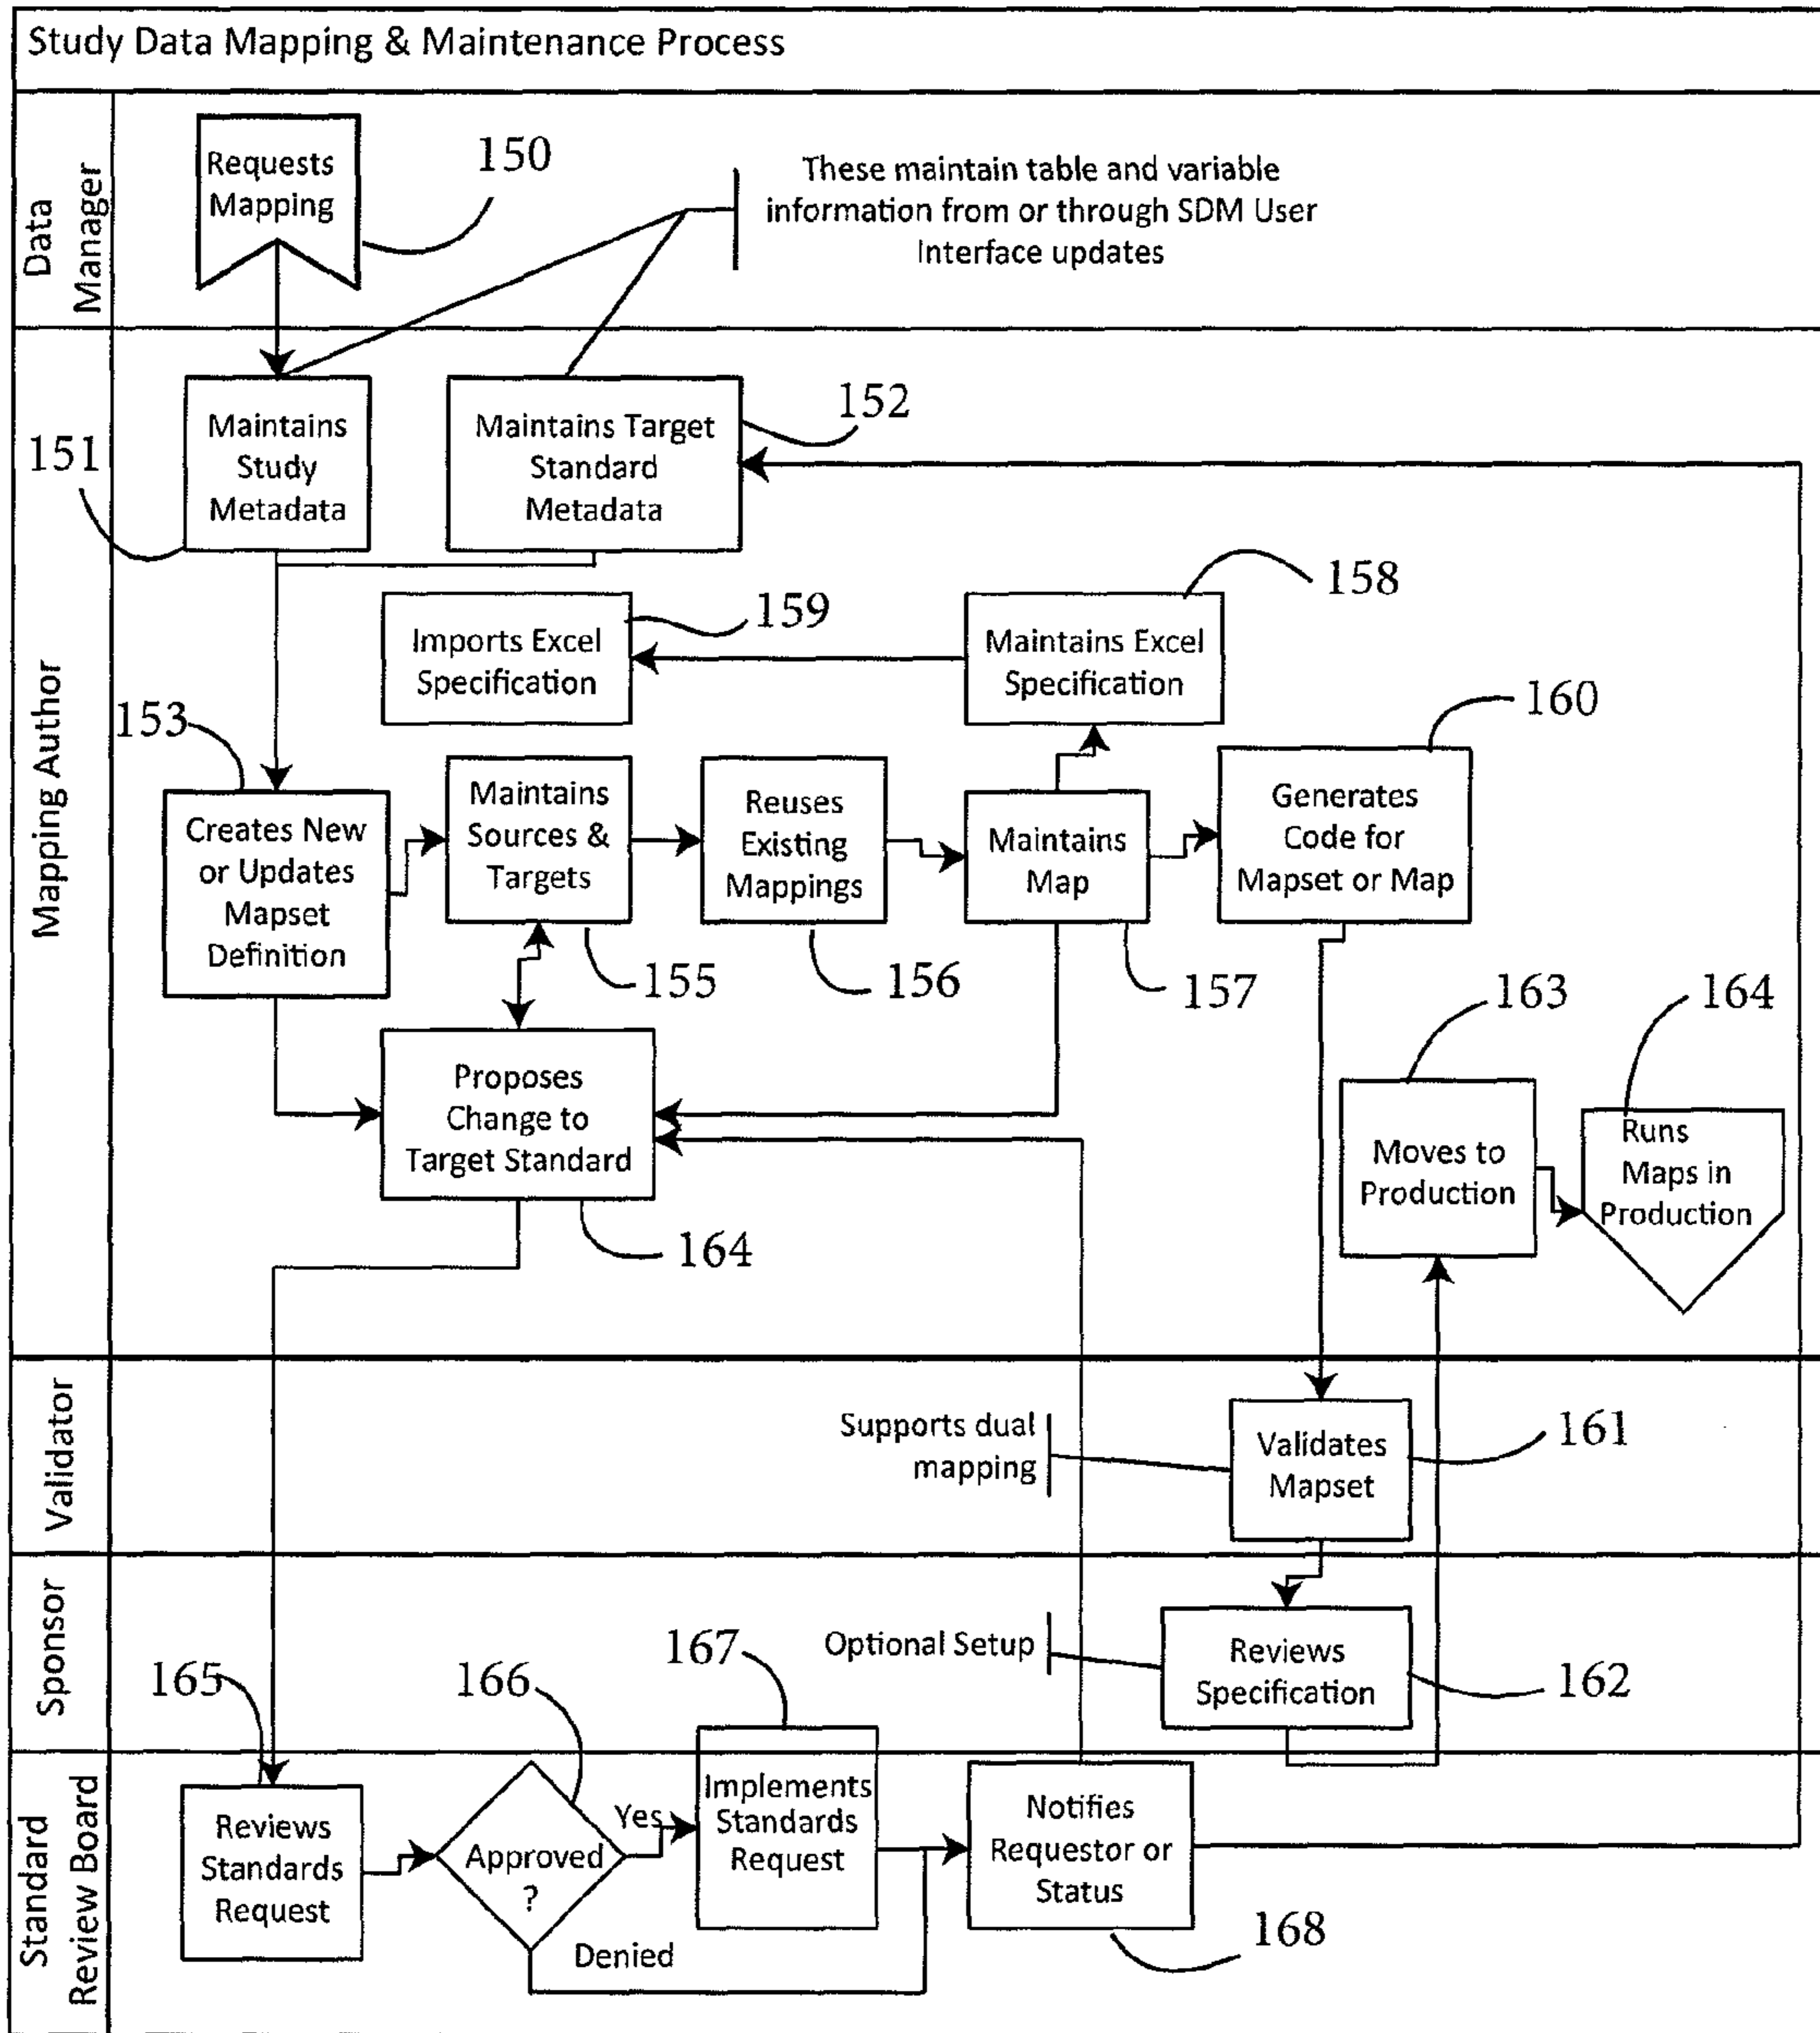 Study Data Mapping & Maintenance Process
Data
Manager
Requests
Mapping
150
These maintain table and variable
information from or through SDM User
Interface updates
Mapping Author
Maintains
Study
Metadata
151
Maintains Target
Standard
Metadata
152
Imports Excel
Specification
159
Maintains Excel
Specification
158
153
Creates New
or Updates
Mapset
Definition
Maintains
Sources &
Targets
155
Reuses
Existing
Mappings
156
Maintains
Map
157
Generates
Code for
Mapset or Map
160
Proposes
Change to
Target Standard
164
Moves to
Production
163
Runs
Maps in
Production
164
Validator
Supports dual
mapping
Validates
Mapset
161
Sponsor
Optional Setup
Reviews
Specification
162
Standard
Review Board
165
Reviews
Standards
Request
166
Approved
?
Yes
Denied
167
Implements
Standards
Request
Notifies
Requestor or
Status
168